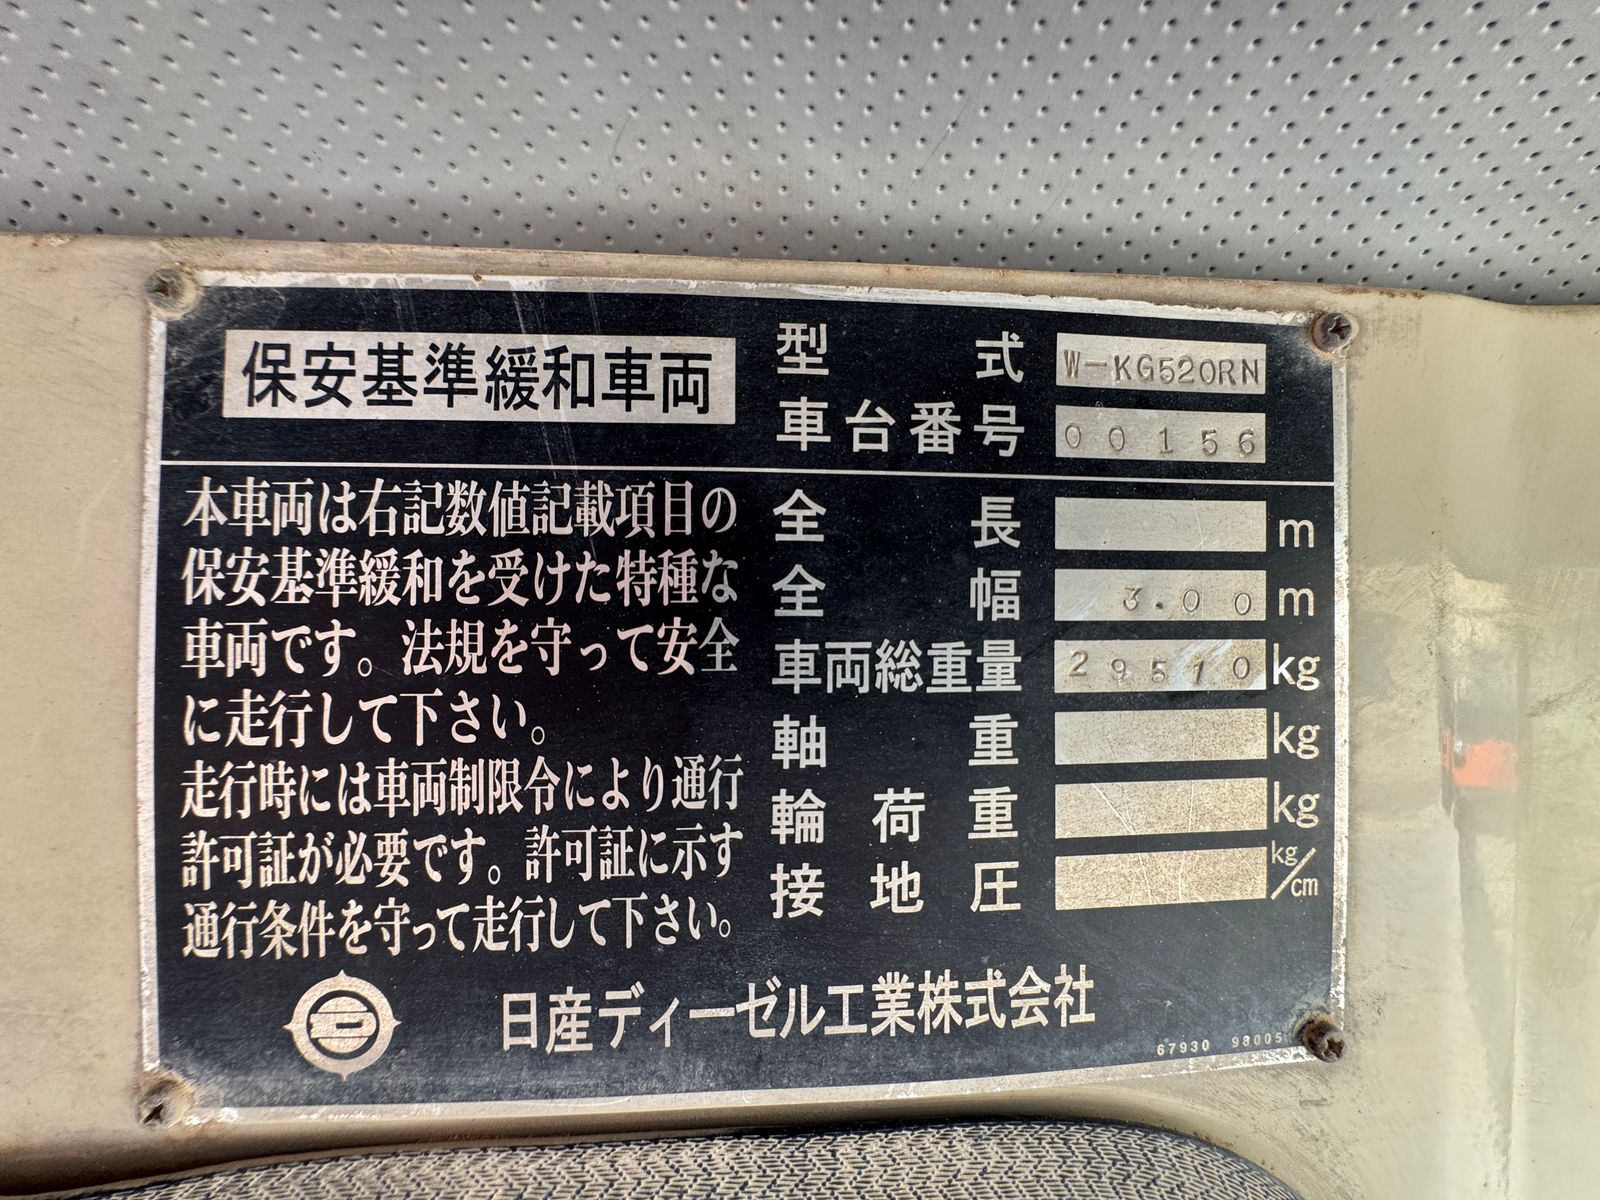 保安基準緩和車両
型式 W-KG520RN
車台番号 00156
本車両は右記数値記載項目の
保安基準緩和を受けた特種な
車両です。法規を守って安全
に走行して下さい。
走行時には車両制限令により通行
許可証が必要です。許可証に示す
通行条件を守って走行して下さい。
全長 m
全幅 3.00 m
車両総重量 29510 kg
軸重 kg
輪荷重 kg
接地圧 kg/cm
日産ディーゼル工業株式会社
67930 98005